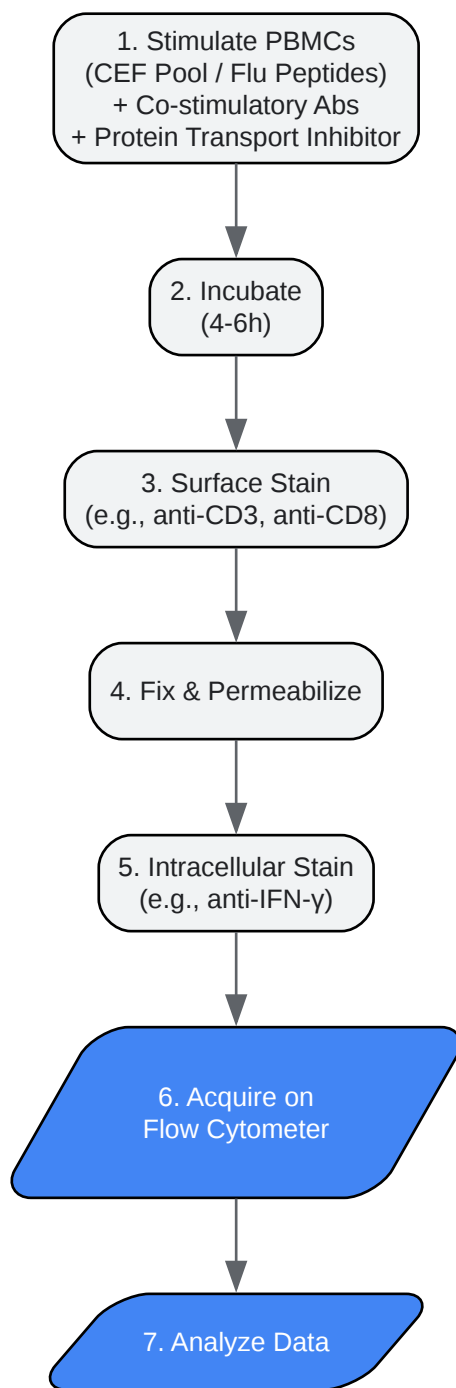 1. Stimulate PBMCs
(CEF Pool / Flu Peptides)
+ Co-stimulatory Abs
+ Protein Transport Inhibitor
2. Incubate
(4-6h)
3. Surface Stain
(e.g., anti-CD3, anti-CD8)
4. Fix & Permeabilize
5. Intracellular Stain
(e.g., anti-IFN-γ)
6. Acquire on
Flow Cytometer
7. Analyze Data